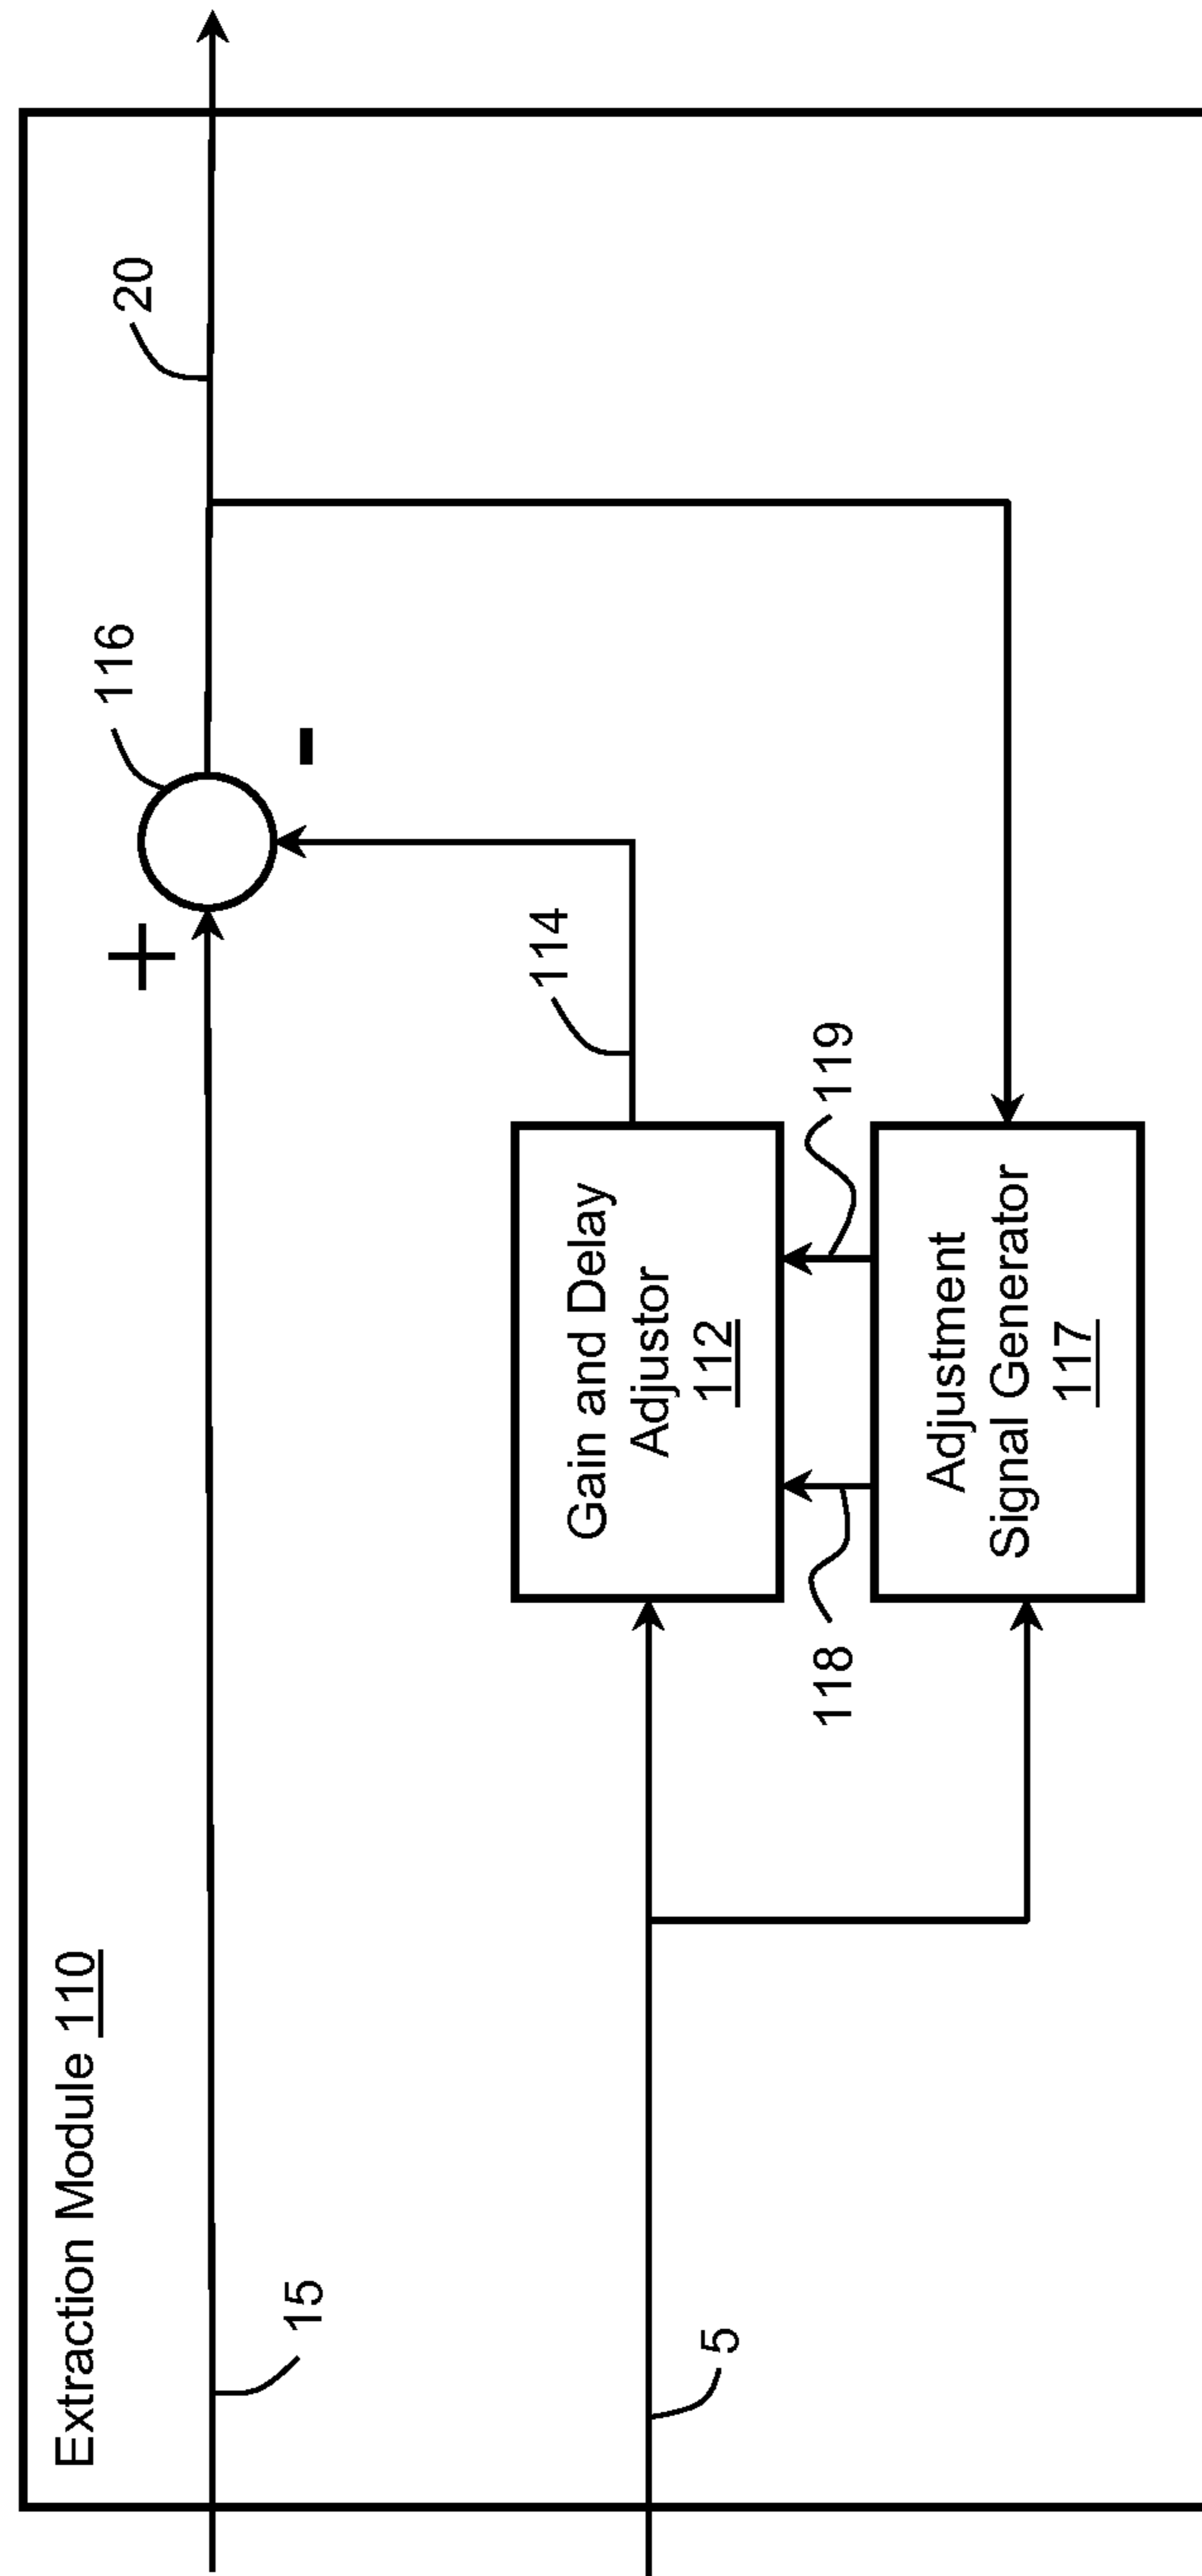 Extraction Module 110
15
5
+
116
-
20
114
Gain and Delay
Adjustor
112
118
119
Adjustment
Signal Generator
117